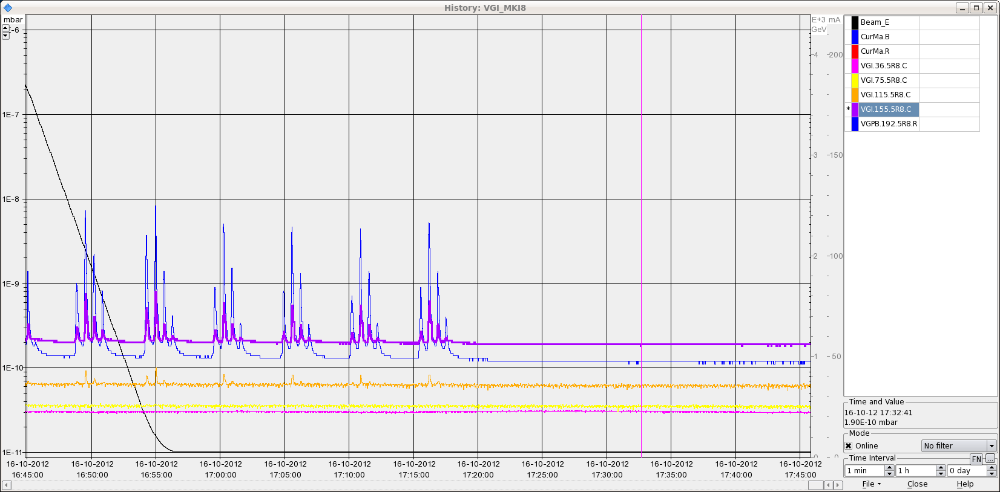 History: VGI_MKI8
mbar
E+3 mA
GeV
E-6
1E-7
1E-8
1E-9
1E-10
1E-11
4 -200
3 -150
2 -100
1 -50
0 -0
16-10-2012 16-10-2012 16-10-2012 16-10-2012 16-10-2012 16-10-2012 16-10-2012 16-10-2012 16-10-2012 16-10-2012 16-10-2012 16-10-2012 16-10-2012
16:45:00 16:50:00 16:55:00 17:00:00 17:05:00 17:10:00 17:15:00 17:20:00 17:25:00 17:30:00 17:35:00 17:40:00 17:45:00
Beam_E
CurMa.B
CurMa.R
VGI.36.5R8.C
VGI.75.5R8.C
VGI.115.5R8.C
* VGI.155.5R8.C
VGPB.192.5R8.R
Time and Value
16-10-12 17:32:41
1.90E-10 mbar
Mode
Online No filter
Time Interval FN ...
1 min 1 h 0 day
File Close Help